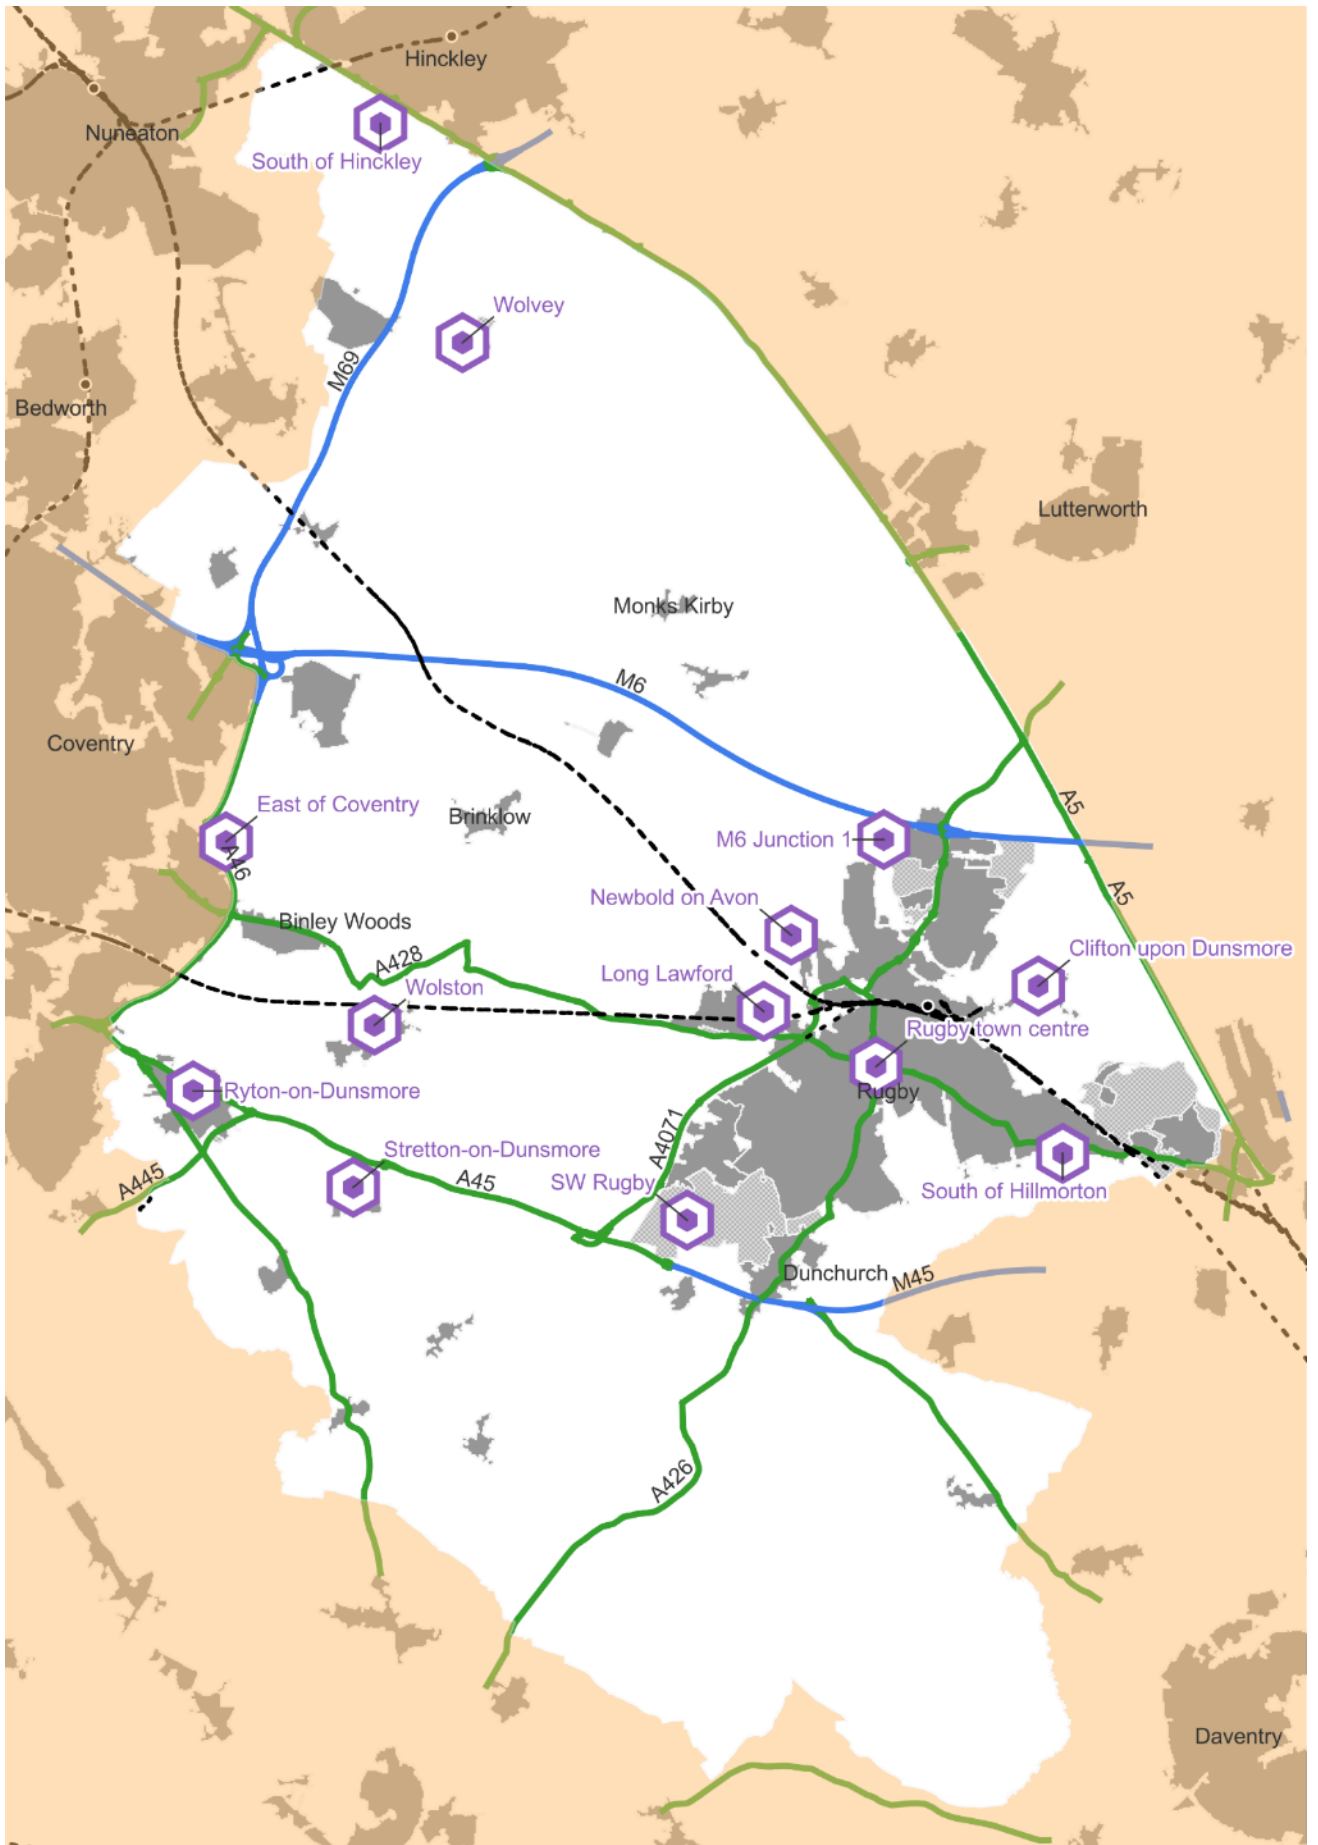 Hinckley
Nuneaton
South of Hinckley
Wolvey
M69
Bedworth
Lutterworth
Monks Kirby
M6
Coventry
East of Coventry
A5
Brinklow
M6 Junction 1
A46
A5
Newbold on Avon
Binley Woods
Clifton upon Dunsmore
A428
Long Lawford
Wolston
Rugby town centre
Ryton-on-Dunsmore
Rugby
A4071
Stretton-on-Dunsmore
A445
A45
SW Rugby
South of Hillmorton
Dunchurch
M45
A426
Daventry